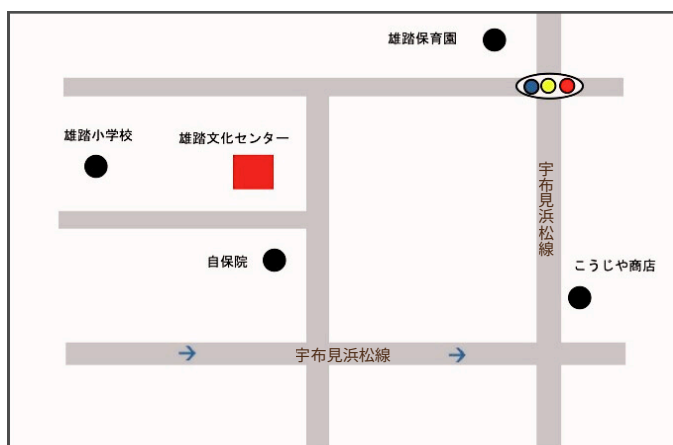 雄踏保育園
雄踏小学校
雄踏文化センター
宇布見浜松線
自保院
こうじや商店
宇布見浜松線